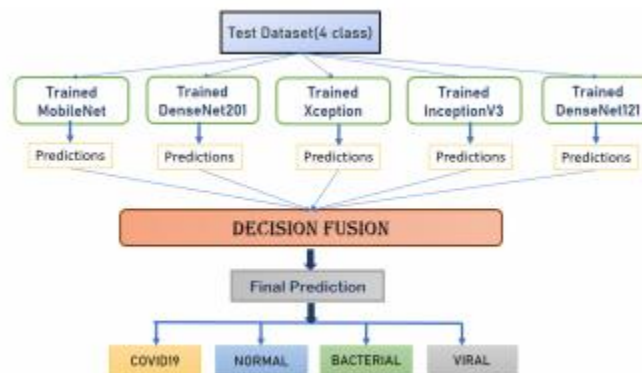 Test Dataset(4 class)
Trained MobileNet
Trained DenseNet201
Trained Xception
Trained InceptionV3
Trained DenseNet121
Predictions
Predictions
Predictions
Predictions
Predictions
DECISION FUSION
Final Prediction
COVID19
NORMAL
BACTERIAL
VIRAL